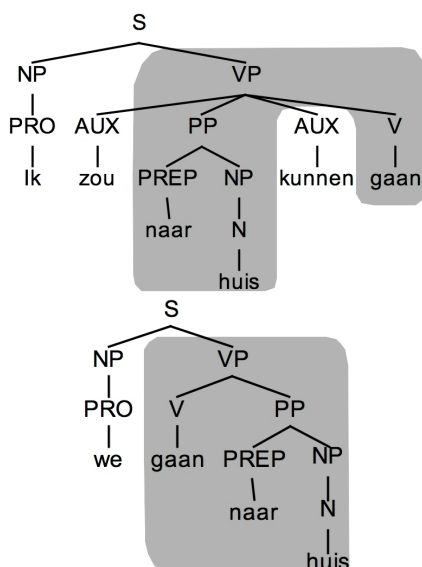 S
NP VP
PRO AUX PP AUX V
Ik zou PREP NP kunnen gaan
naar N
huis
S
NP VP
PRO V PP
we gaan PREP NP
naar N
huis